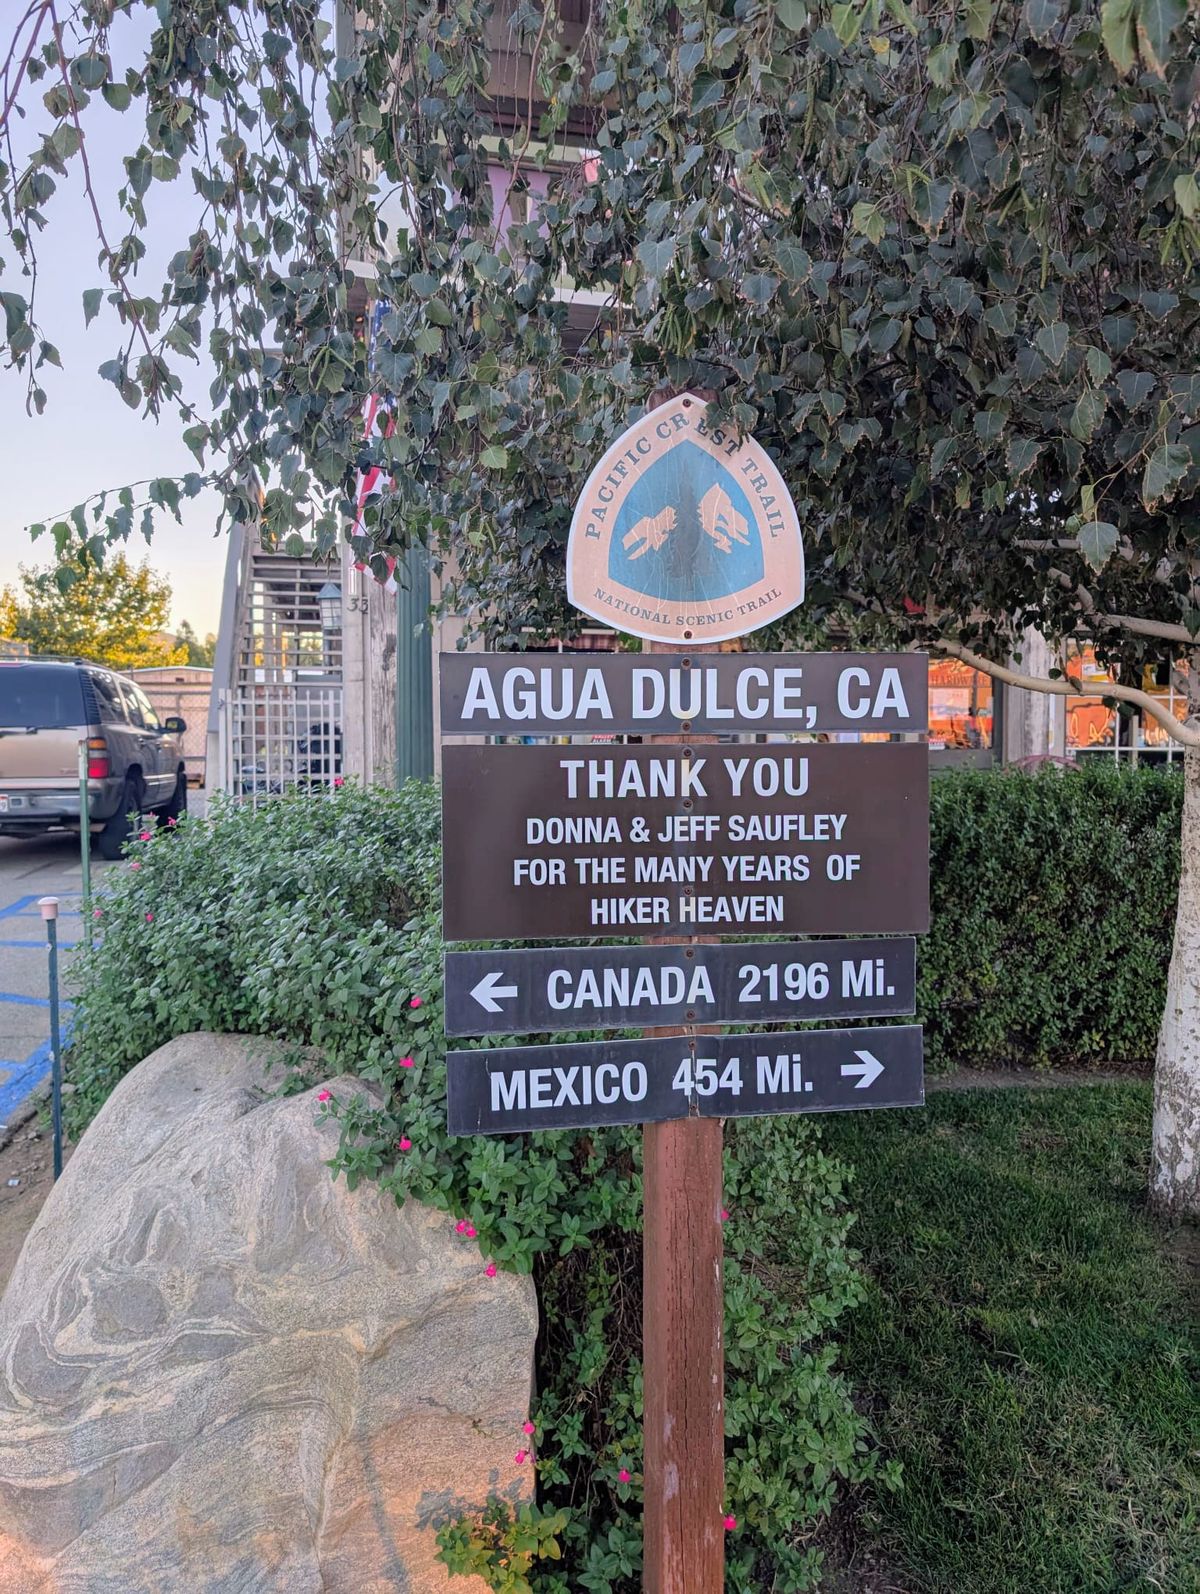 PACIFIC CREST TRAIL
NATIONAL SCENIC TRAIL
AGUA DULCE, CA
THANK YOU
DONNA & JEFF SAUFLEY
FOR THE MANY YEARS OF
HIKER HEAVEN
← CANADA 2196 Mi.
MEXICO 454 Mi. →
33